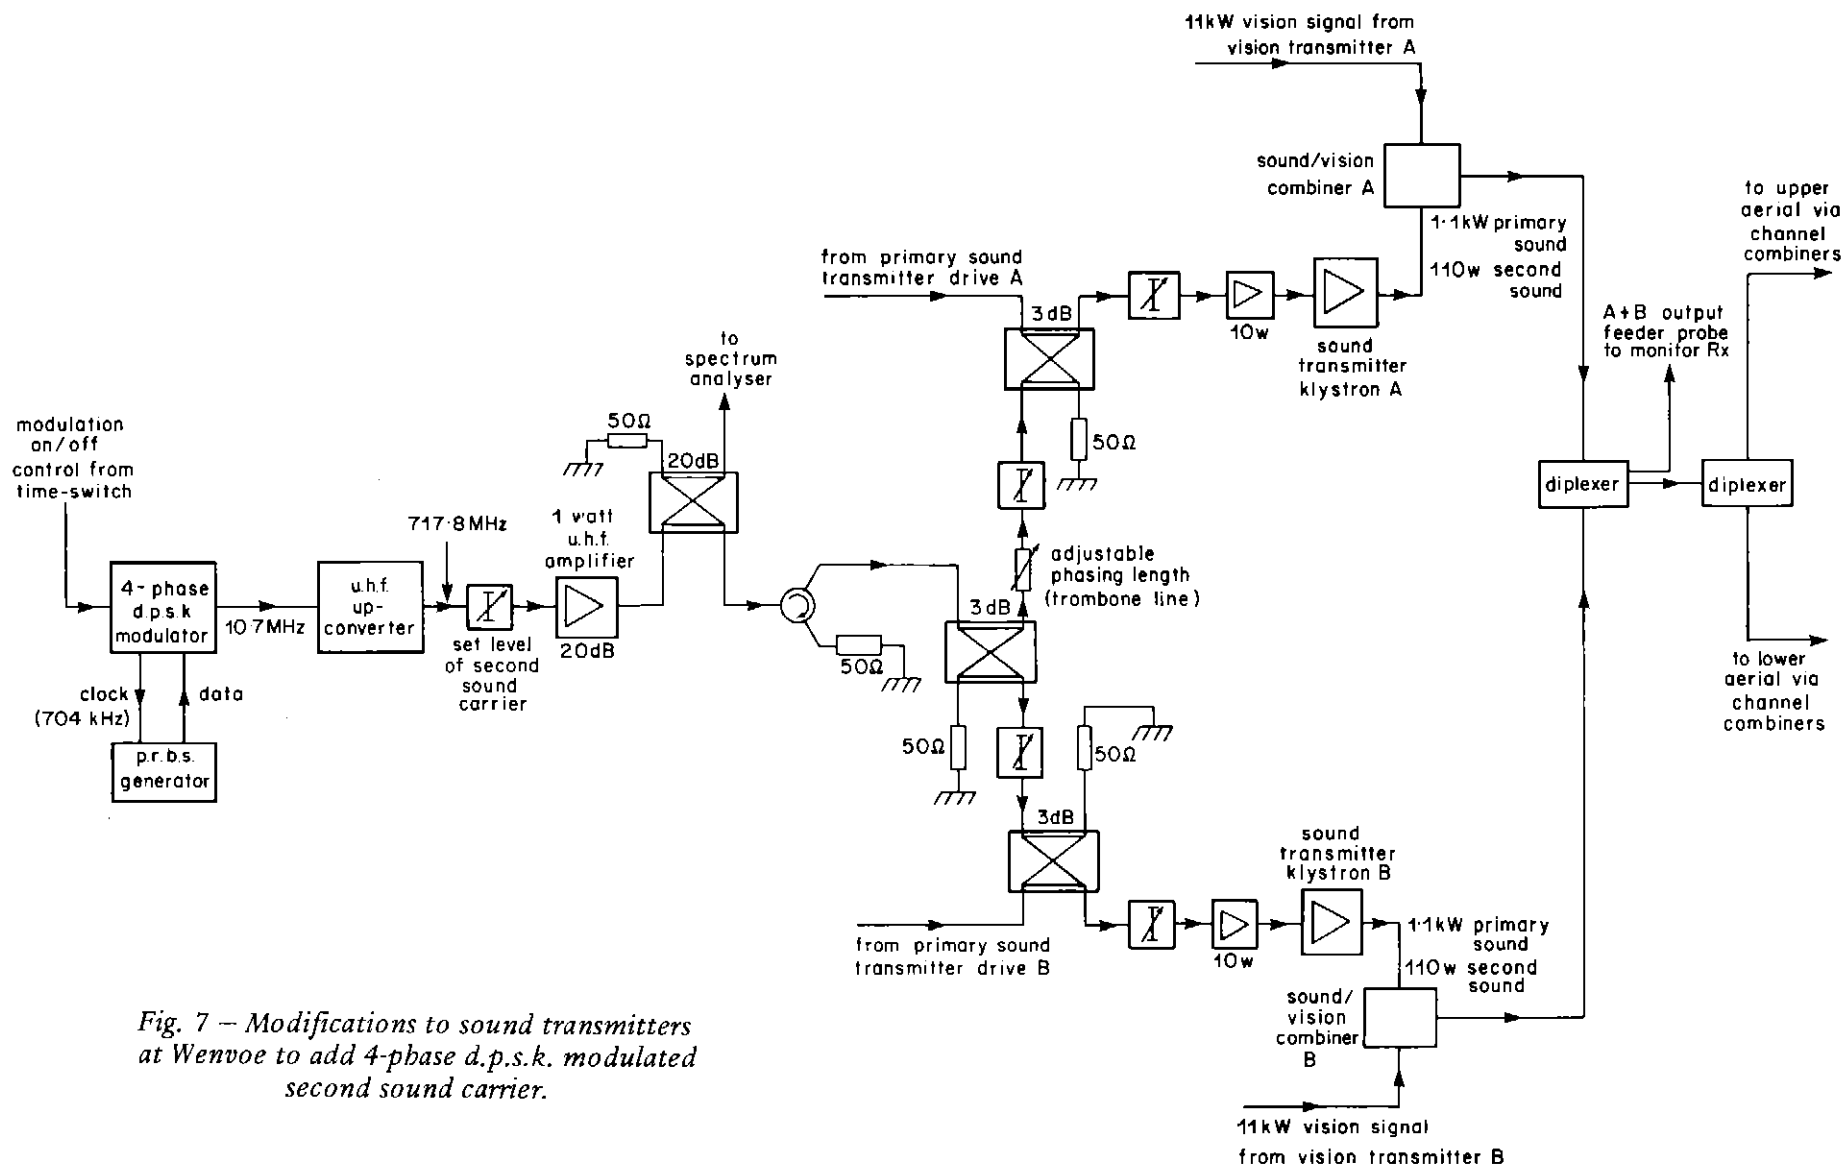 11kW vision signal from
vision transmitter A
sound/vision
combiner A
1·1kW primary
sound
110w second
sound
to upper
aerial via
channel
combiners
from primary sound
transmitter drive A
3dB
10w
sound
transmitter
klystron A
A+B output
feeder probe
to monitor Rx
to
spectrum
analyser
50Ω
20dB
50Ω
modulation
on/off
control from
time-switch
717·8MHz
1 watt
u.h.f.
amplifier
adjustable
phasing length
(trombone line)
diplexer
diplexer
4-phase
d.p.s.k
modulator
10·7MHz
u.h.f.
up-
converter
set level
of second
sound
carrier
20dB
50Ω
3dB
clock
(704 kHz)
data
p.r.b.s.
generator
50Ω
50Ω
to lower
aerial via
channel
combiners
3dB
sound
transmitter
klystron B
from primary sound
transmitter drive B
10w
1·1kW primary
sound
110w second
sound
sound/
vision
combiner
B
11kW vision signal
from vision transmitter B
Fig. 7 — Modifications to sound transmitters
at Wenvoe to add 4-phase d.p.s.k. modulated
second sound carrier.